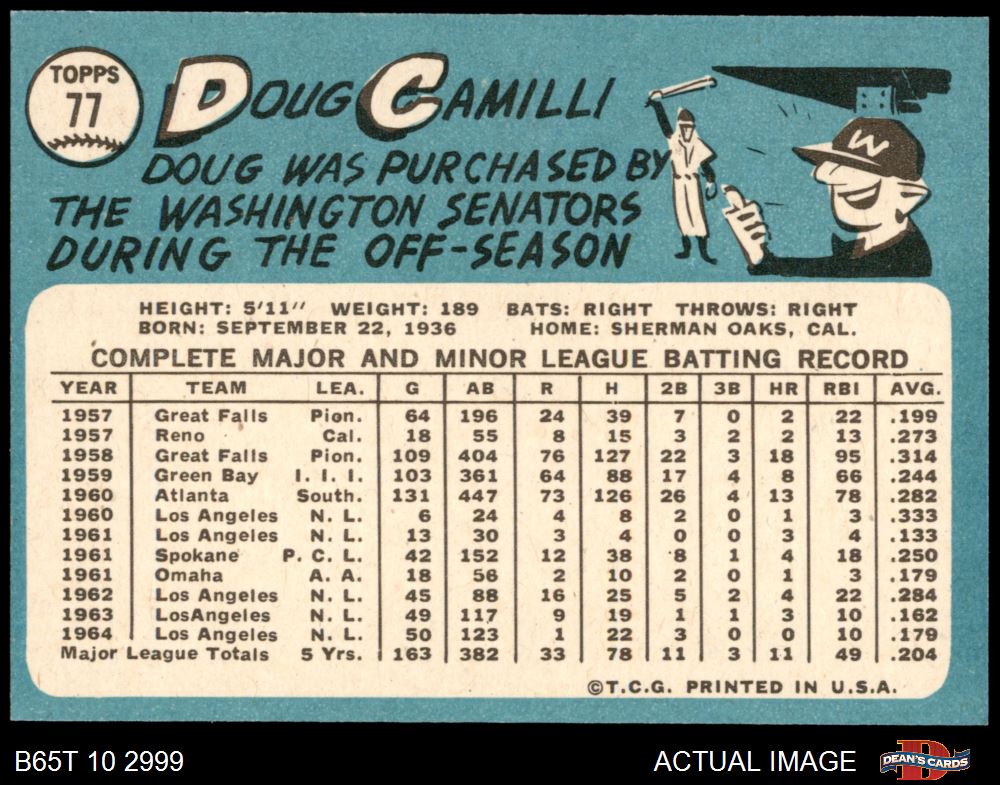 TOPPS
77
DOUG CAMILLI
W
DOUG WAS PURCHASED BY
THE WASHINGTON SENATORS
DURING THE OFF-SEASON
HEIGHT: 5'11" WEIGHT: 189 BATS: RIGHT THROWS: RIGHT
BORN: SEPTEMBER 22, 1936 HOME: SHERMAN OAKS, CAL.
COMPLETE MAJOR AND MINOR LEAGUE BATTING RECORD
YEAR TEAM LEA. G AB R H 2B 3B HR RBI AVG.
1957 Great Falls Pion. 64 196 24 39 7 0 2 22 .199
1957 Reno Cal. 18 55 8 15 3 2 2 13 .273
1958 Great Falls Pion. 109 404 76 127 22 3 18 95 .314
1959 Green Bay I. I. I. 103 361 64 88 17 4 8 66 .244
1960 Atlanta South. 131 447 73 126 26 4 13 78 .282
1960 Los Angeles N. L. 6 24 4 8 2 0 1 3 .333
1961 Los Angeles N. L. 13 30 3 4 0 0 3 4 .133
1961 Spokane P. C. L. 42 152 12 38 8 1 4 18 .250
1961 Omaha A. A. 18 56 2 10 2 0 1 3 .179
1962 Los Angeles N. L. 45 88 16 25 5 2 4 22 .284
1963 LosAngeles N. L. 49 117 9 19 1 1 3 10 .162
1964 Los Angeles N. L. 50 123 1 22 3 0 0 10 .179
Major League Totals 5 Yrs. 163 382 33 78 11 3 11 49 .204
©T.C.G. PRINTED IN U.S.A.
B65T 10 2999 ACTUAL IMAGE
D
DEAN'S CARDS